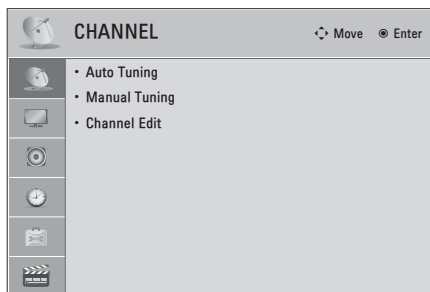 CHANNEL
Move Enter
• Auto Tuning
• Manual Tuning
• Channel Edit